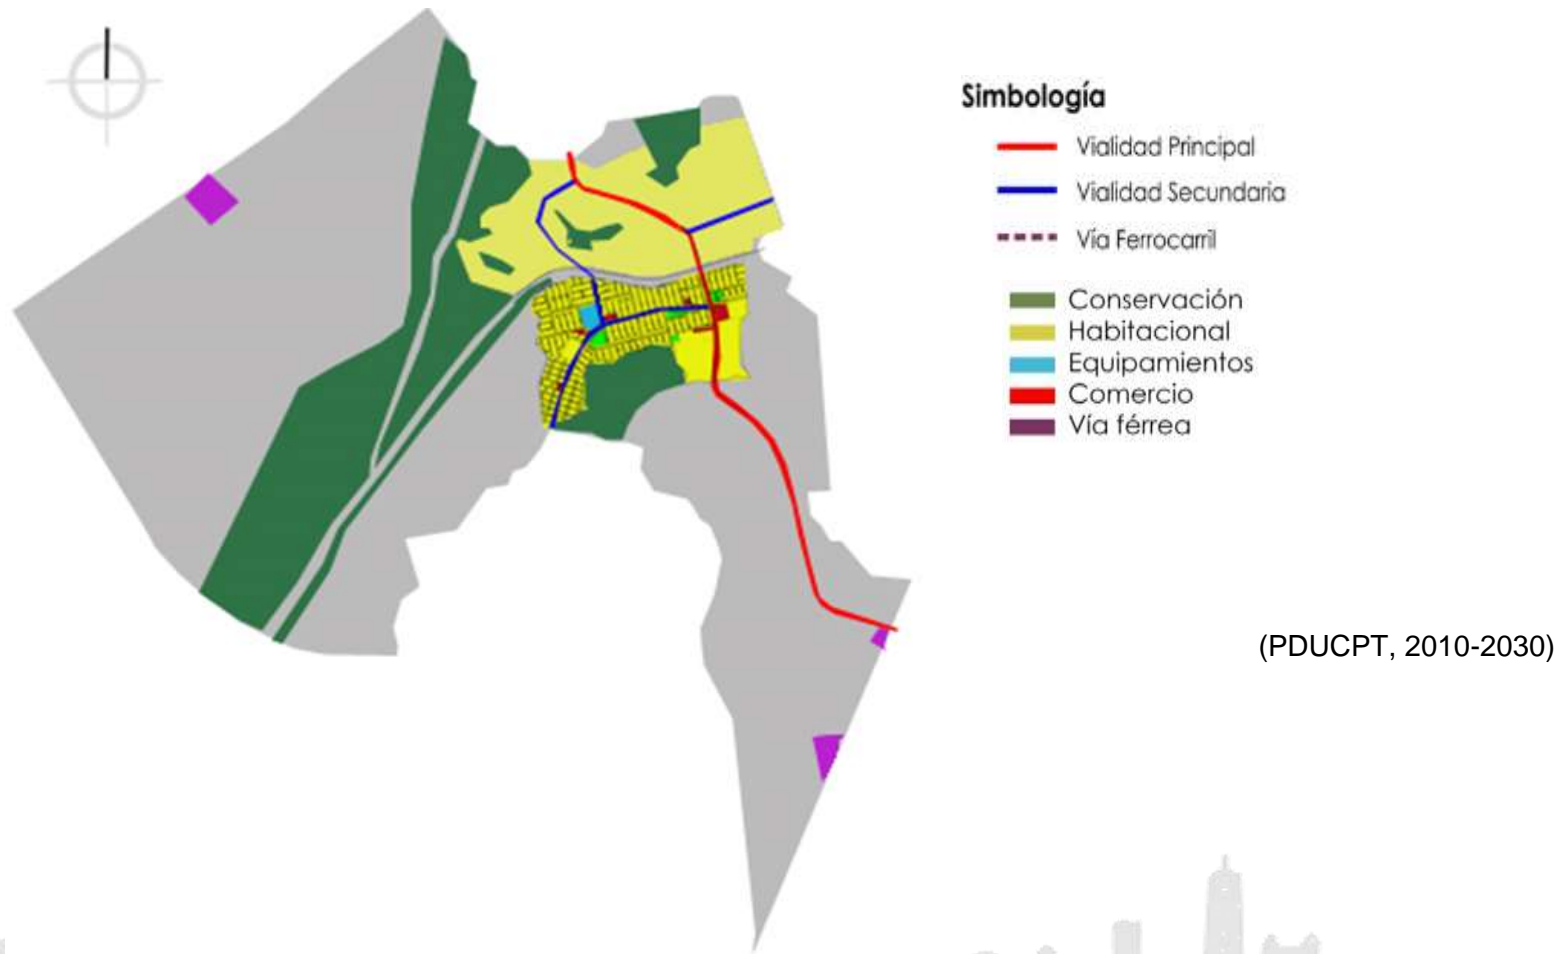 Simbología
Vialidad Principal
Vialidad Secundaria
Vía Ferrocarril
Conservación
Habitacional
Equipamientos
Comercio
Vía férrea
(PDUCPT, 2010-2030)